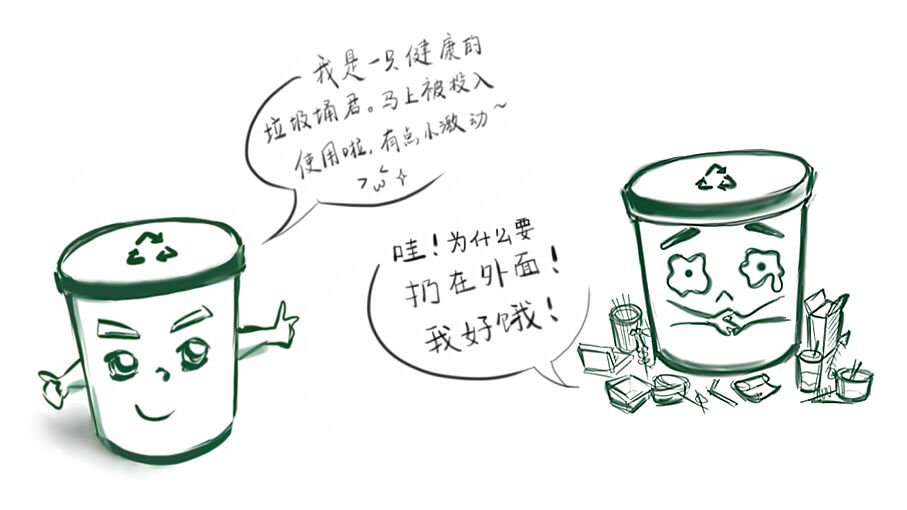 我是一只健康的
垃圾埇君。马上被投入
使用啦,有点小激动~
哇!为什么要
扔在外面!
我好饿!